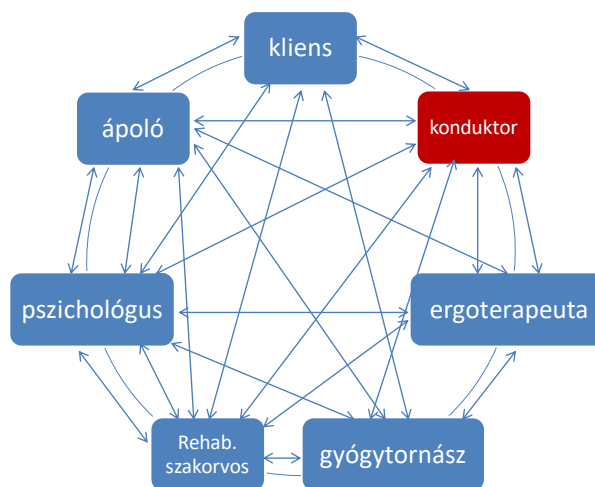 kliens
ápoló
konduktor
pszichológus
ergoterapeuta
Rehab.
szakorvos
gyógytornász